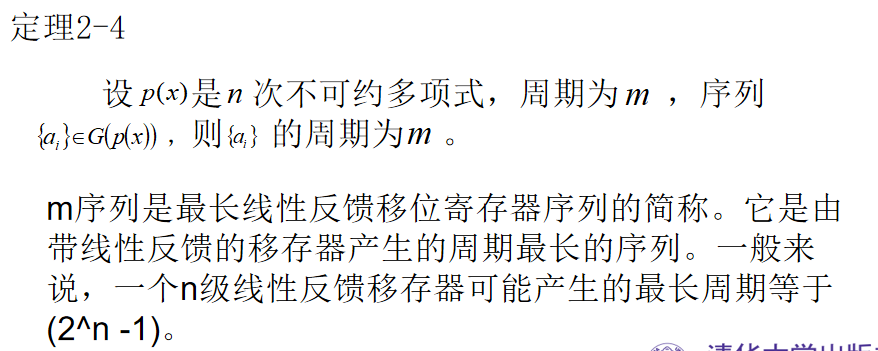 定理2-4
设 p(x)是 n 次不可约多项式，周期为 m ，序列
{aᵢ}∈G(p(x))，则{aᵢ} 的周期为m 。
m序列是最长线性反馈移位寄存器序列的简称。它是由
带线性反馈的移存器产生的周期最长的序列。一般来
说，一个n级线性反馈移存器可能产生的最长周期等于
(2^n -1)。